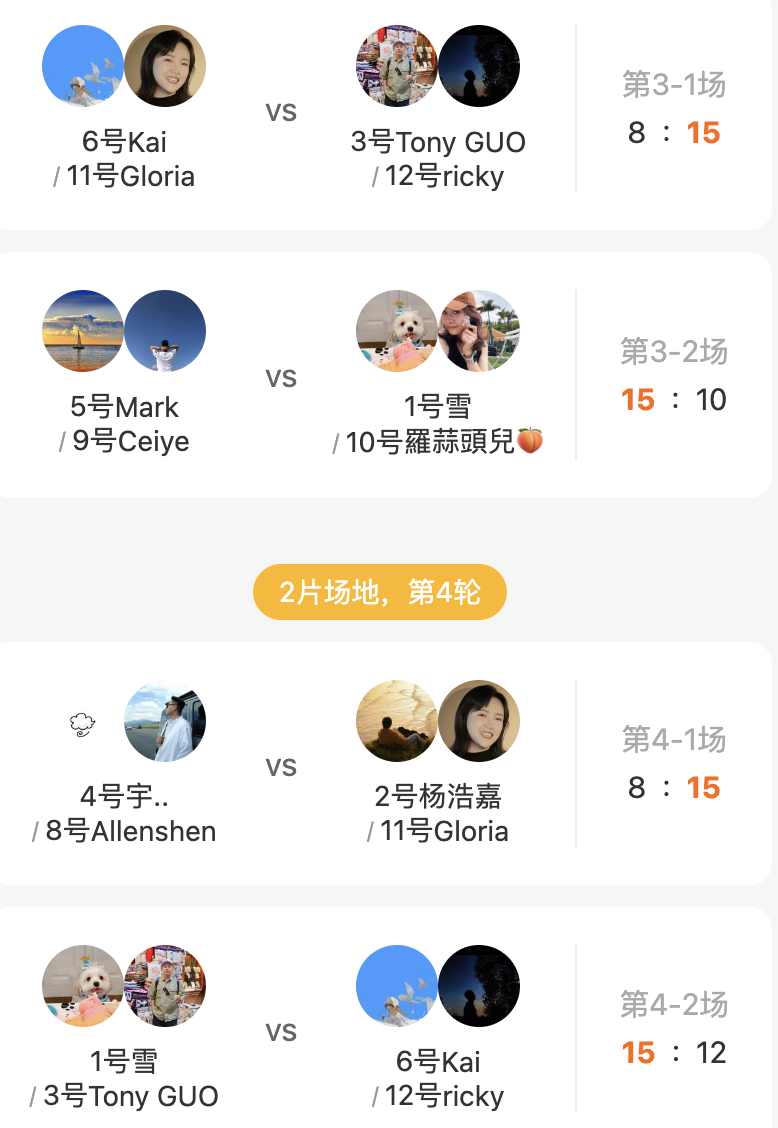 6号Kai
/ 11号Gloria
VS
3号Tony GUO
/ 12号ricky
第3-1场
8 : 15
5号Mark
/ 9号Ceiye
VS
1号雪
/ 10号羅蒜頭兒🍑
第3-2场
15 : 10
2片场地，第4轮
4号宇..
/ 8号Allenshen
VS
2号杨浩嘉
/ 11号Gloria
第4-1场
8 : 15
1号雪
/ 3号Tony GUO
VS
6号Kai
/ 12号ricky
第4-2场
15 : 12